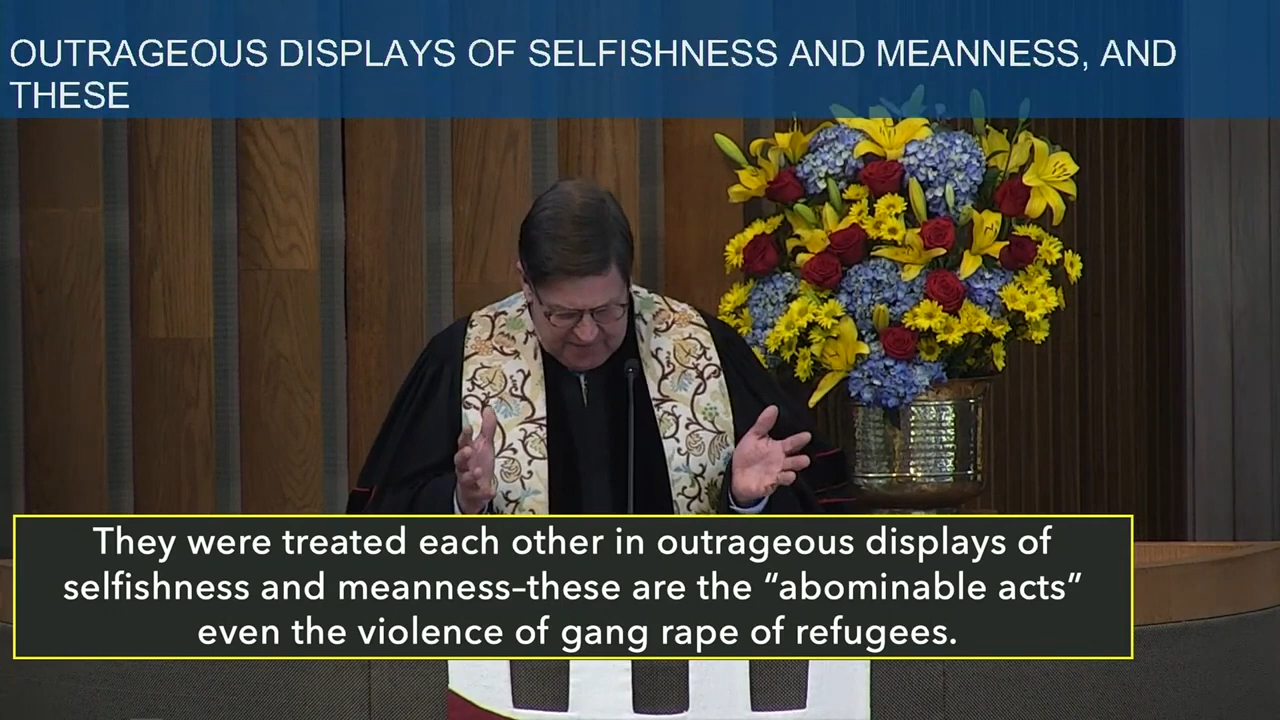 OUTRAGEOUS DISPLAYS OF SELFISHNESS AND MEANNESS, AND
THESE
They were treated each other in outrageous displays of
selfishness and meanness–these are the “abominable acts”
even the violence of gang rape of refugees.